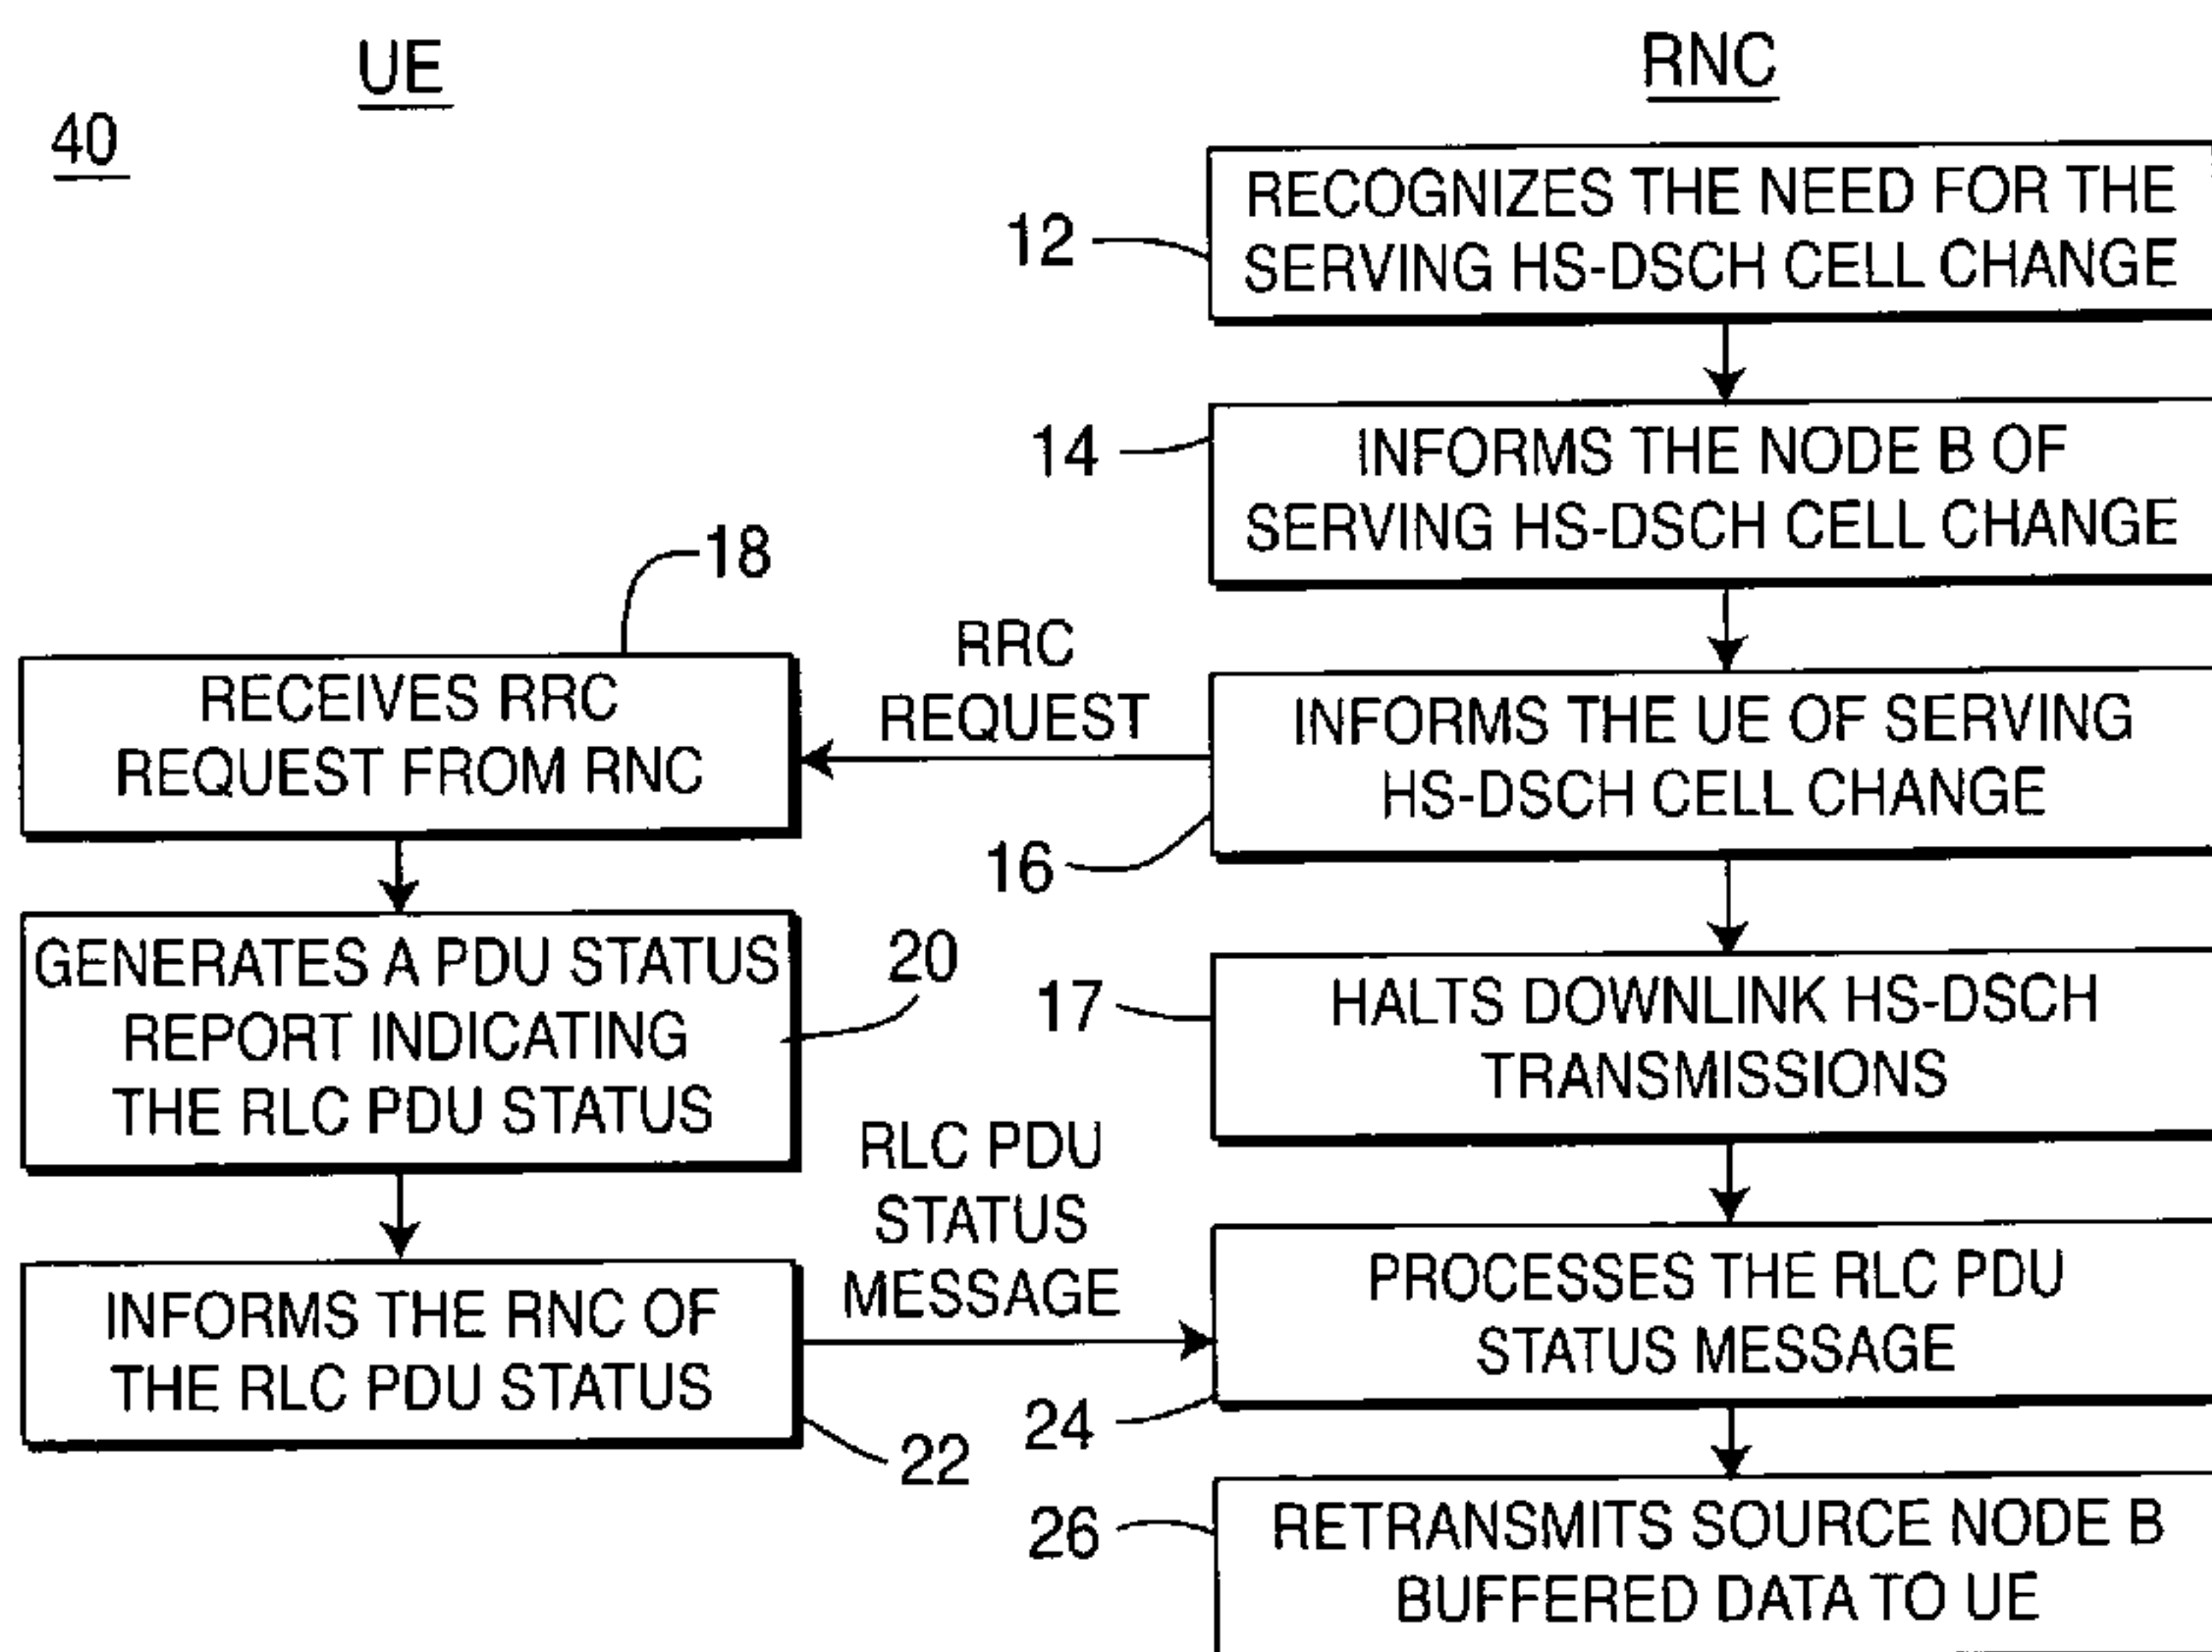 UE
RNC
40
12
RECOGNIZES THE NEED FOR THE
SERVING HS-DSCH CELL CHANGE
14
INFORMS THE NODE B OF
SERVING HS-DSCH CELL CHANGE
18
RECEIVES RRC
REQUEST FROM RNC
RRC
REQUEST
INFORMS THE UE OF SERVING
HS-DSCH CELL CHANGE
16
GENERATES A PDU STATUS
REPORT INDICATING
THE RLC PDU STATUS
20
17
HALTS DOWNLINK HS-DSCH
TRANSMISSIONS
INFORMS THE RNC OF
THE RLC PDU STATUS
22
RLC PDU
STATUS
MESSAGE
PROCESSES THE RLC PDU
STATUS MESSAGE
24
26
RETRANSMITS SOURCE NODE B
BUFFERED DATA TO UE